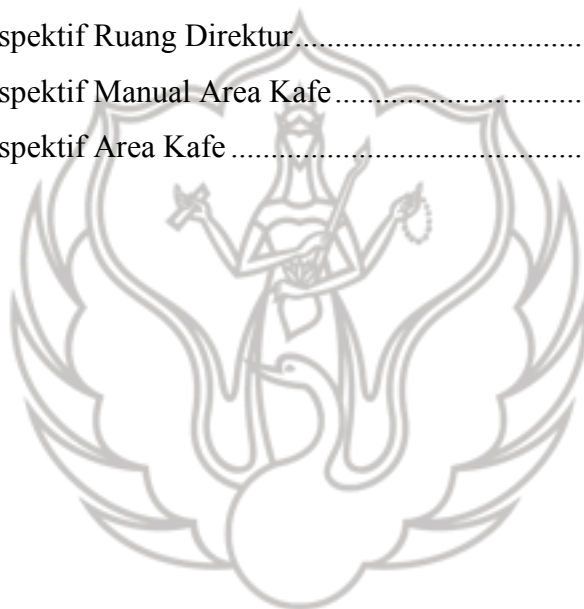 spektif Ruang Direktur....................................
spektif Manual Area Kafe...............................
spektif Area Kafe............................................